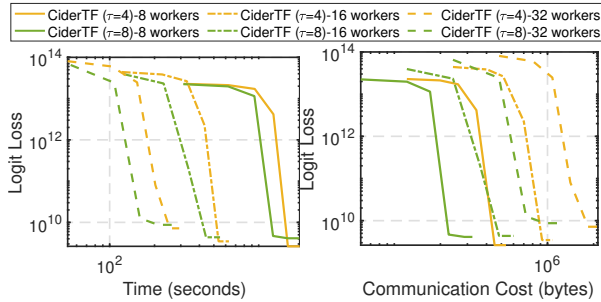 CiderTF (τ=4)-8 workers CiderTF (τ=4)-16 workers CiderTF (τ=4)-32 workers
CiderTF (τ=8)-8 workers CiderTF (τ=8)-16 workers CiderTF (τ=8)-32 workers
Logit Loss
10^14
10^13
10^10
10^2
Time (seconds)
Logit Loss
10^14
10^12
10^10
10^6
Communication Cost (bytes)